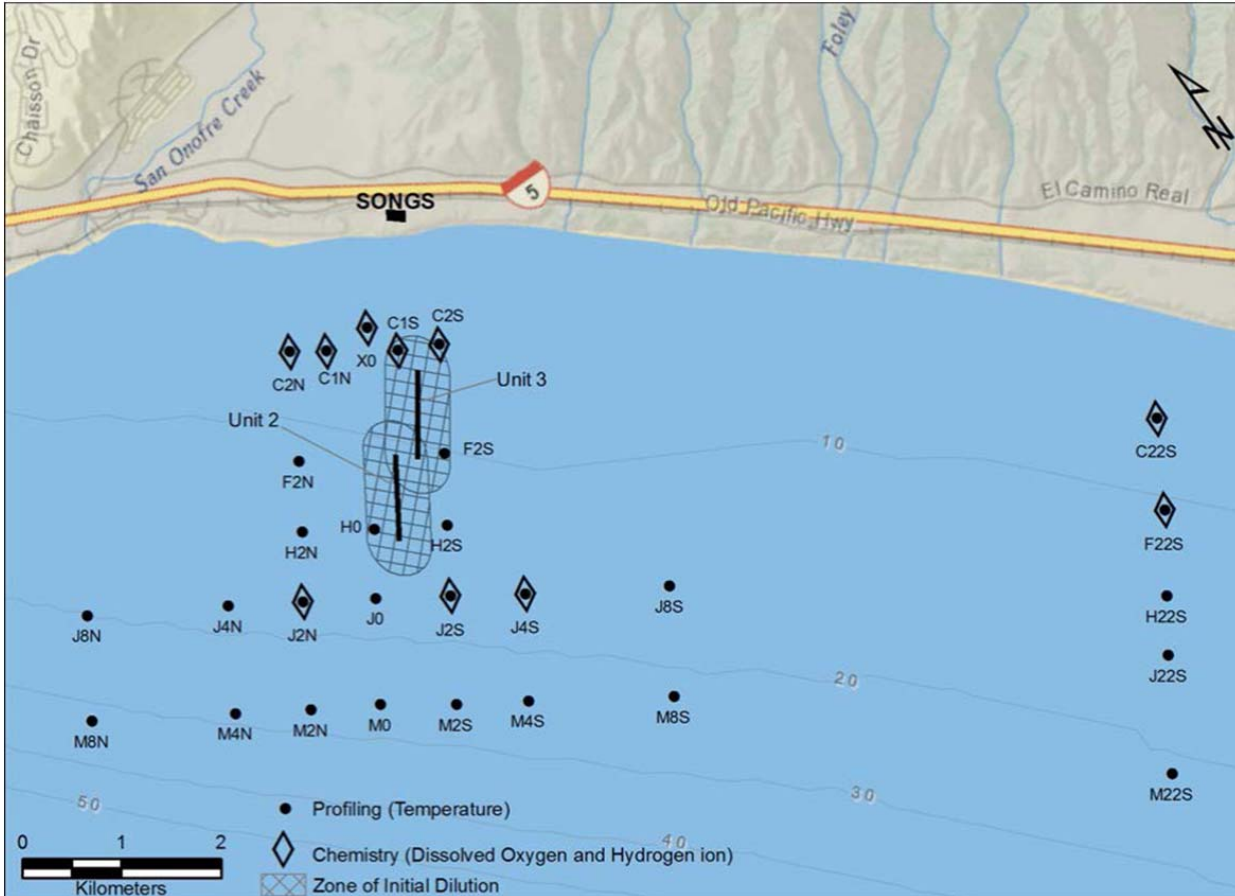 Chaisson Dr
San Onofre Creek
Foley
N
SONGS
5
Old Pacific Hwy
El Camino Real
C1S
C2S
X0
C2N
C1N
Unit 3
Unit 2
10
F2S
C22S
F2N
H0
H2S
H2N
F22S
J8S
H22S
J8N
J4N
J2N
J0
J2S
J4S
J22S
20
M8N
M4N
M2N
M0
M2S
M4S
M8S
M22S
30
50
40
Profiling (Temperature)
Chemistry (Dissolved Oxygen and Hydrogen ion)
Zone of Initial Dilution
0 1 2
Kilometers